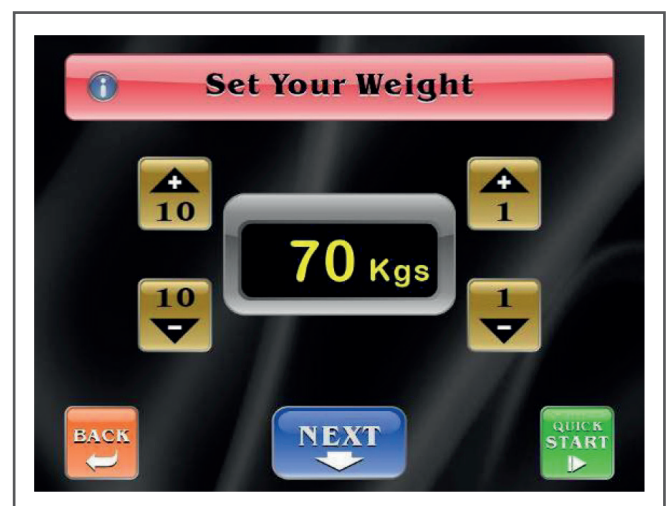 i Set Your Weight
+ +
10 1
70 Kgs
10 1
- -
BACK NEXT QUICK START